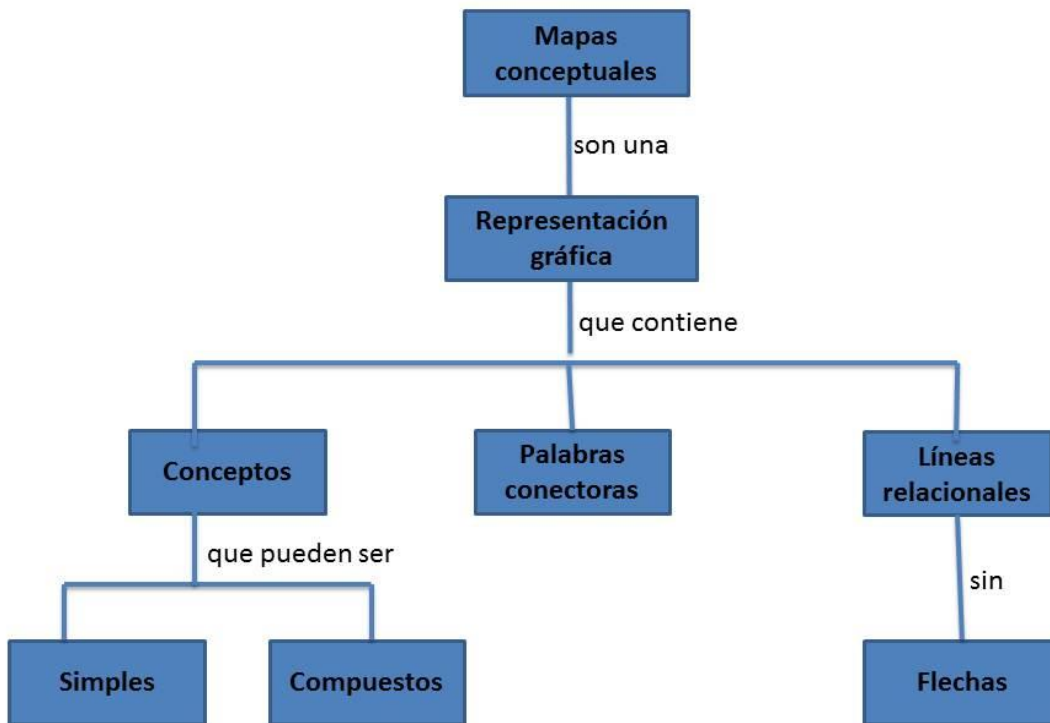 Mapas
conceptuales
son una
Representación
gráfica
que contiene
Conceptos
Palabras
conectoras
Líneas
relacionales
que pueden ser
sin
Simples
Compuestos
Flechas